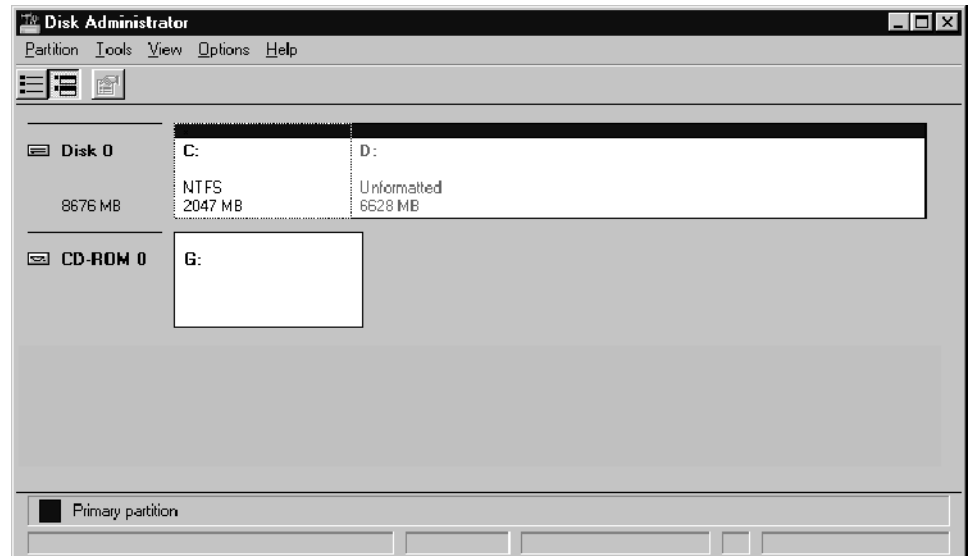 Disk Administrator
Partition Tools View Options Help
Disk 0
8676 MB
C:
NTFS
2047 MB
D:
Unformatted
6628 MB
CD-ROM 0
G:
Primary partition